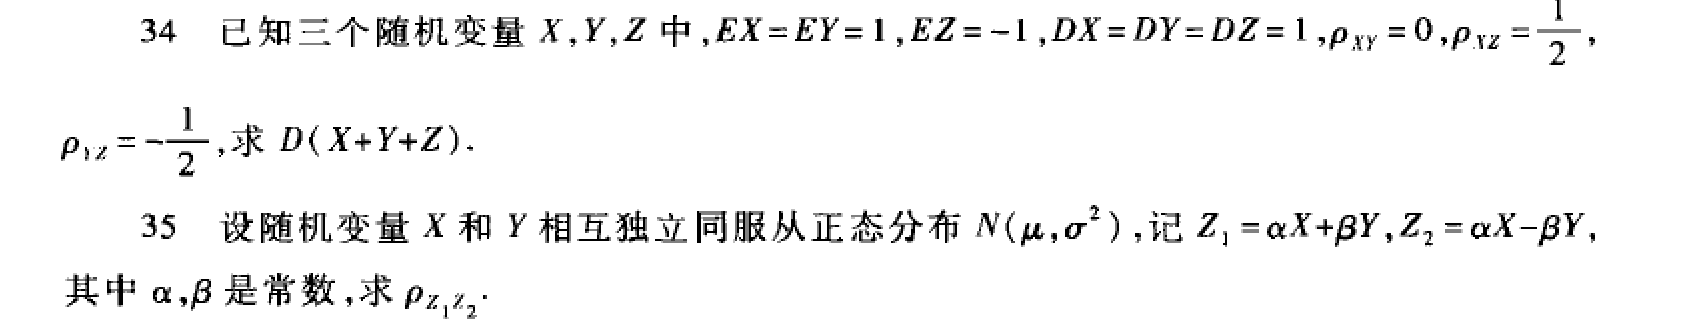 34 已知三个随机变量 X,Y,Z 中,EX=EY=1,EZ=-1,DX=DY=DZ=1,ρ_{XY}=0,ρ_{XZ}=\frac{1}{2},
ρ_{YZ}=-\frac{1}{2},求 D(X+Y+Z).
35 设随机变量 X 和 Y 相互独立同服从正态分布 N(μ,σ²),记 Z₁=αX+βY,Z₂=αX-βY,
其中 α,β 是常数,求 ρ_{Z₁Z₂}.